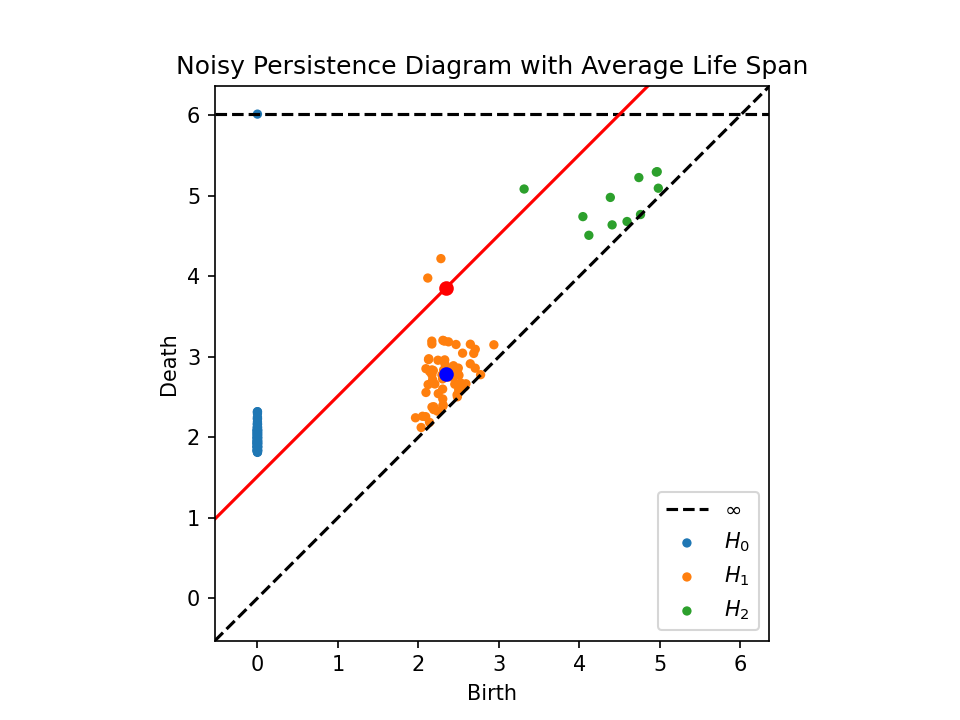 Noisy Persistence Diagram with Average Life Span
Death
6
5
4
3
2
1
0
0 1 2 3 4 5 6
Birth
∞
H₀
H₁
H₂